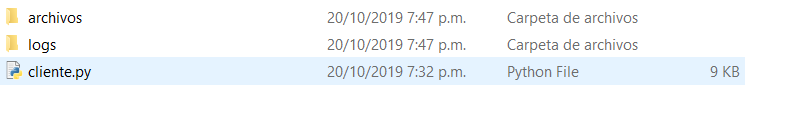 archivos 20/10/2019 7:47 p.m. Carpeta de archivos
logs 20/10/2019 7:47 p.m. Carpeta de archivos
cliente.py 20/10/2019 7:32 p.m. Python File 9 KB